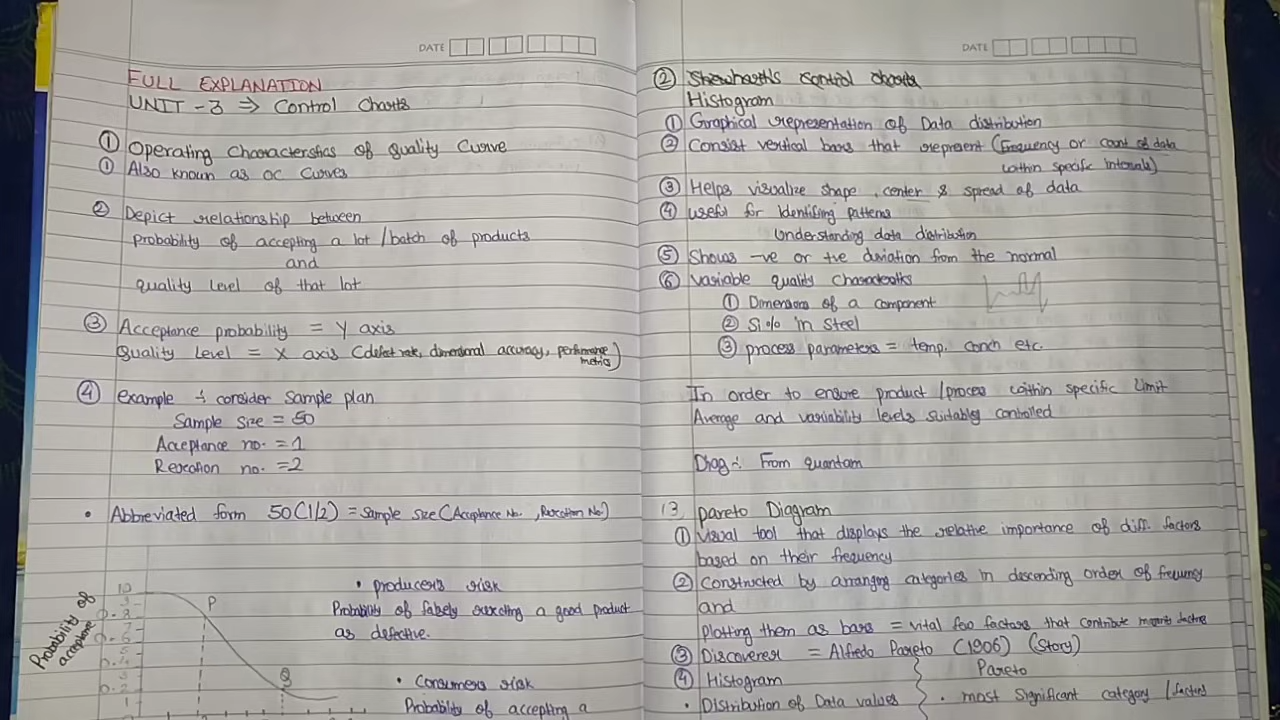 DATE
FULL EXPLANATION
UNIT-3 ⇒ Control Charts
① Operating Characterstics of quality Curve
① Also known as OC Curves
② Depict relationship between
probability of accepting a lot /batch of products
and
quality level of that lot
③ Acceptance probability = Y axis
Quality Level = X axis (defect rate, dimensional accuracy, performance
metrics)
④ example :- consider Sample plan
Sample size = 50
Acceptance no. = 1
Rejection no. = 2
• Abbreviated form 50(1/2) = Sample size (Acceptance No. , Rejection No.)
• producers risk
Probability of falsely rejecting a good product
as defective.
• Consumers risk
Probability of accepting a
Probability of
acceptance
P
Q
DATE
② Shewharths control charts
Histogram
① Graphical representation of Data distribution
② Consist vertical bars that represent (Frequency or count of data
within specific intervals)
③ Helps visualize shape, center & spread of data
④ useful for Identifing patterns
Understanding data distribution
⑤ Shows -ve or +ve deviation from the normal
⑥ variable quality
① Dimensions of a component
② Si% in steel
③ process parameters = temp. conch etc.
In order to ensure product /process within specific Limit
Average and variability levels suitably controlled
Diag :- From quantam
13 pareto Diagram
① Visual tool that displays the relative importance of diff. factors
based on their frequency
② Constructed by arranging categories in descending order of
and
plotting them as bars = vital few factors that contribute
③ Discoverer = Alfredo Pareto (1906) (Story)
④ Histogram
Pareto
• Distribution of Data values
• most significant category / factors